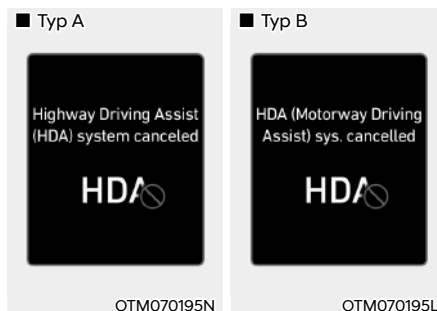 ■ Typ A
Highway Driving Assist
(HDA) system canceled
HDA
OTM070195N
■ Typ B
HDA (Motorway Driving
Assist) sys. cancelled
HDA
OTM070195L